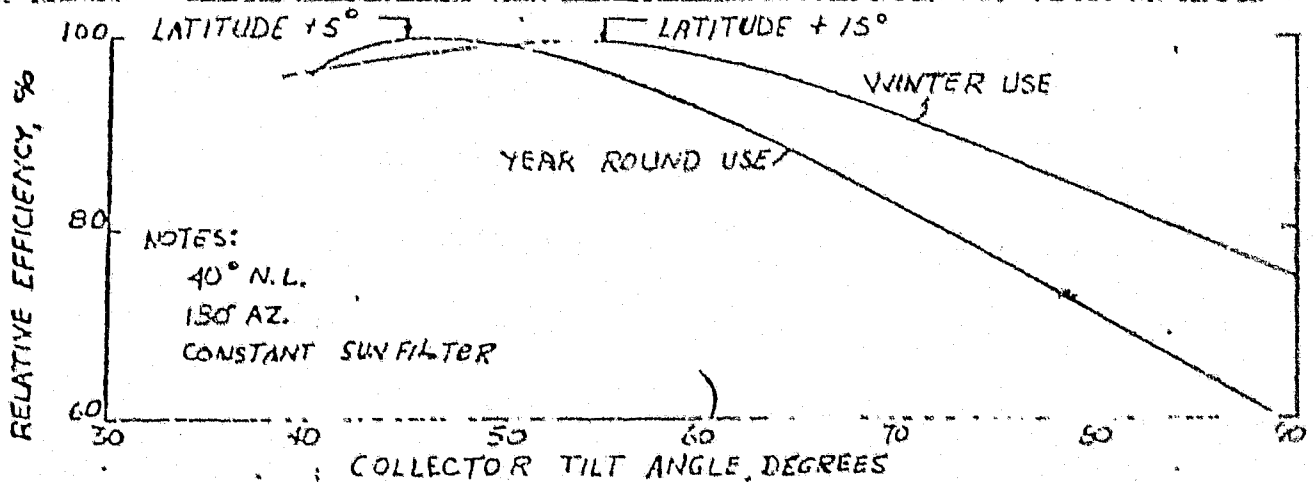 LATITUDE +5°
LATITUDE + 15°
100
WINTER USE
YEAR ROUND USE
RELATIVE EFFICIENCY, %
80
NOTES:
40° N.L.
180 AZ.
CONSTANT SUN FILTER
60
30 40 50 60 70 80 90
COLLECTOR TILT ANGLE, DEGREES